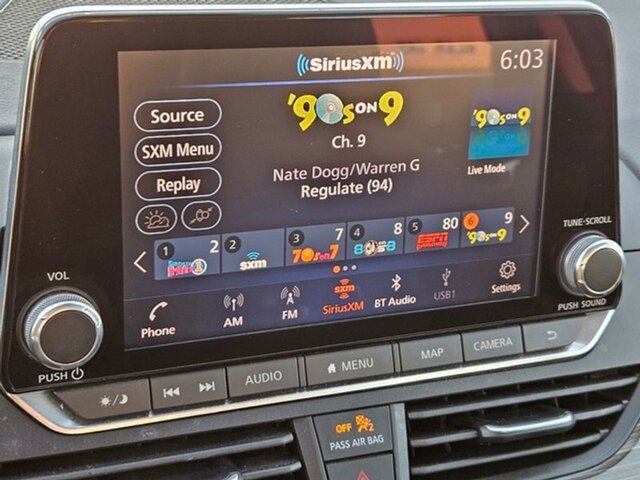 SiriusXM
6:03
Source
'90s ON 9
'90s ON 9
SXM Menu
Ch. 9
Nate Dogg/Warren G
Live Mode
Replay
Regulate (94)
TUNE•SCROLL
1 2
2
3 7
4 8
5 80
6 9
sxm
70s on 7
ESPN
'90s ON 9
VOL
Phone
AM
FM
sxm
SiriusXM
BT Audio
USB1
Settings
PUSH SOUND
PUSH
AUDIO
MENU
MAP
CAMERA
OFF 2
PASS AIR BAG